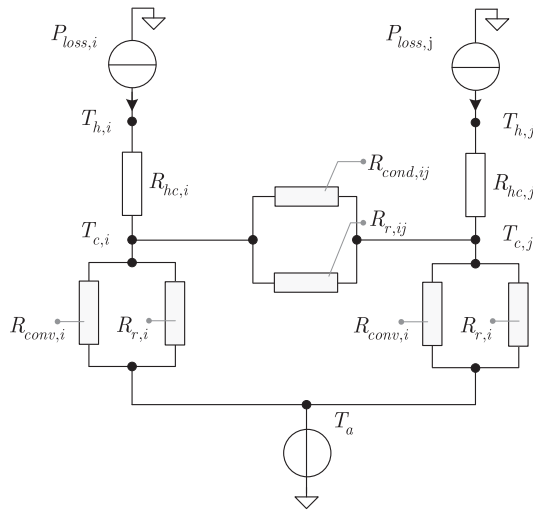 P_{loss,i}
P_{loss,j}
T_{h,i}
T_{h,j}
R_{cond,ij}
R_{hc,i}
R_{hc,j}
R_{r,ij}
T_{c,i}
T_{c,j}
R_{conv,i}
R_{r,i}
R_{conv,i}
R_{r,i}
T_a